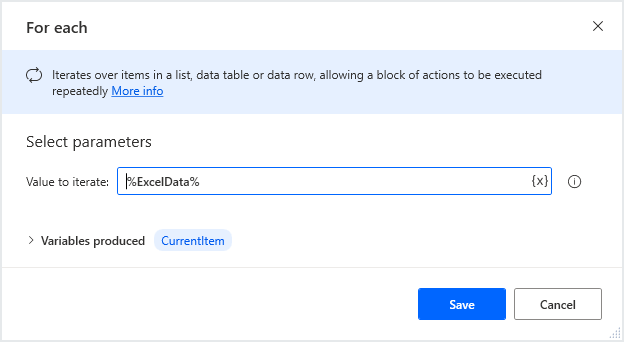 For each
Iterates over items in a list, data table or data row, allowing a block of actions to be executed
repeatedly More info
Select parameters
Value to iterate: %ExcelData% {x}
Variables produced CurrentItem
Save Cancel